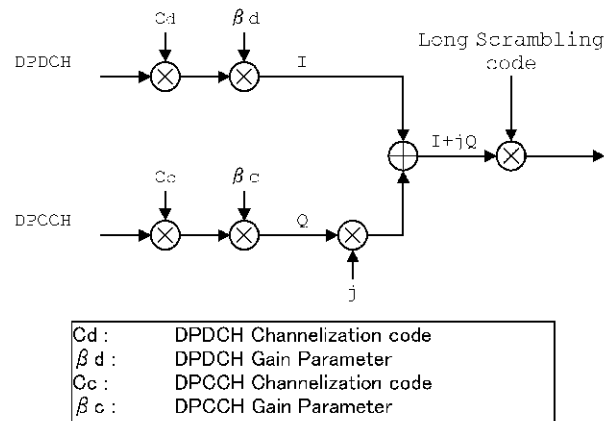 Cd
βd
Long Scrambling
code
DPDCH
I
I+jQ
Cc
βc
DPCCH
Q
j
Cd : DPDCH Channelization code
βd : DPDCH Gain Parameter
Cc : DPCCH Channelization code
βc : DPCCH Gain Parameter